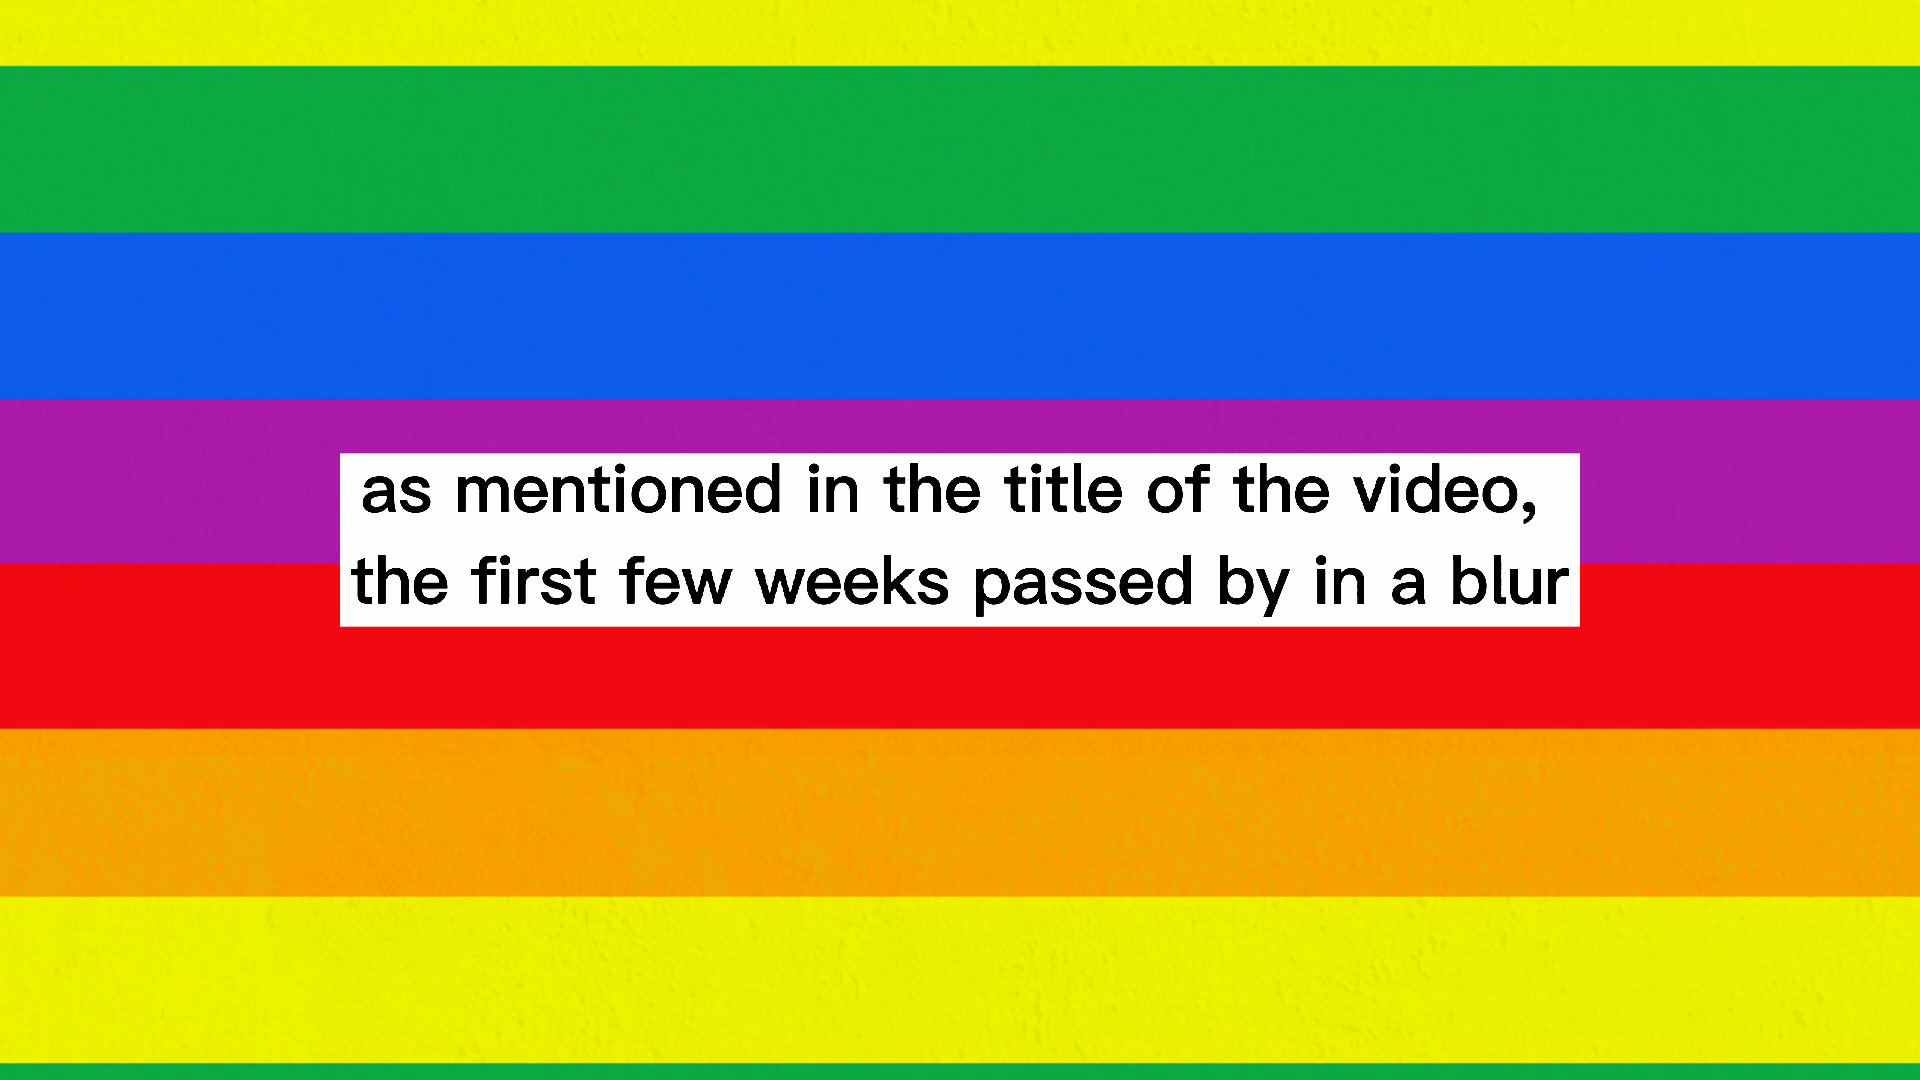 as mentioned in the title of the video,
the first few weeks passed by in a blur